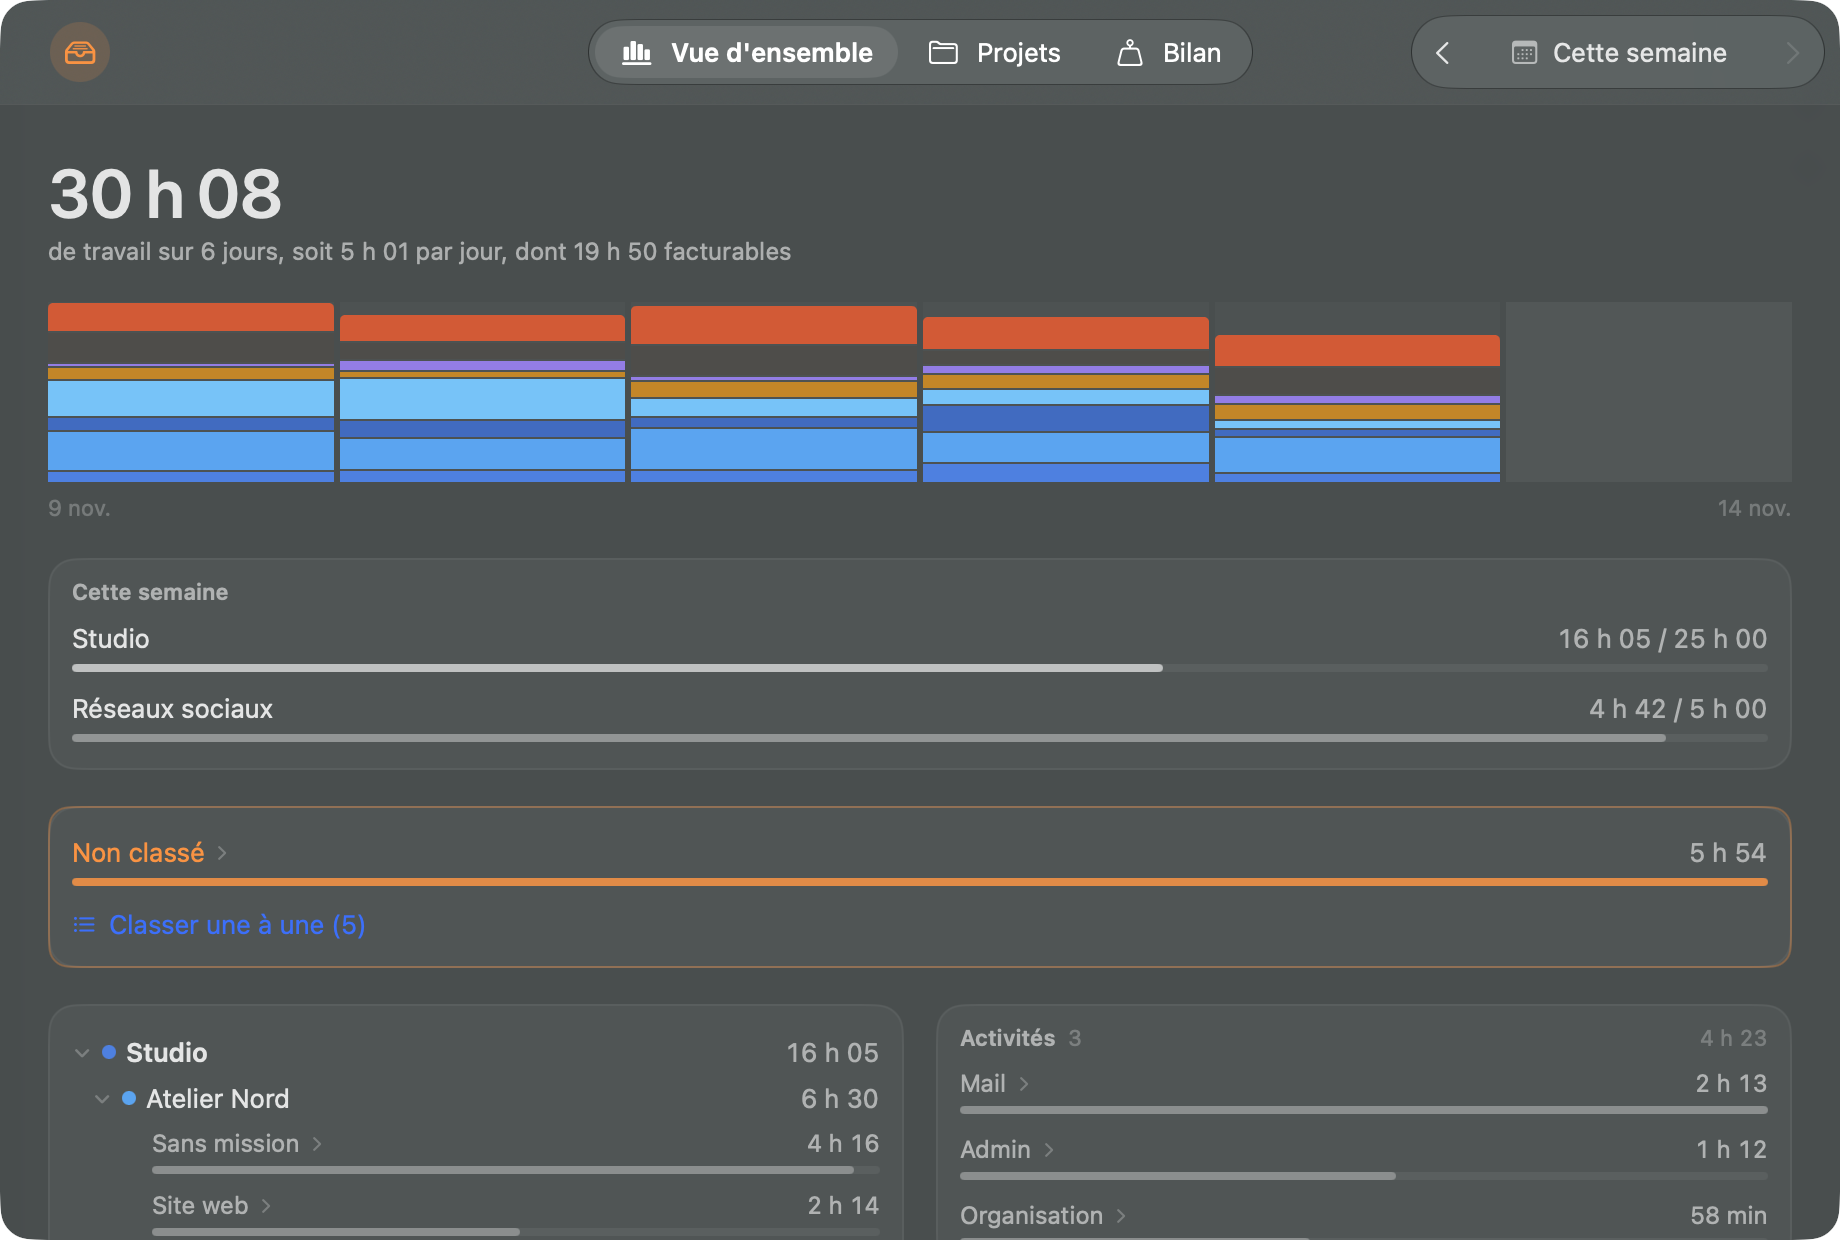 Vue d'ensemble
Projets
Bilan
Cette semaine
30 h 08
de travail sur 6 jours, soit 5 h 01 par jour, dont 19 h 50 facturables
9 nov.
14 nov.
Cette semaine
Studio
16 h 05 / 25 h 00
Réseaux sociaux
4 h 42 / 5 h 00
Non classé
5 h 54
Classer une à une (5)
Studio
16 h 05
Atelier Nord
6 h 30
Sans mission
4 h 16
Site web
2 h 14
Activités 3
4 h 23
Mail
2 h 13
Admin
1 h 12
Organisation
58 min